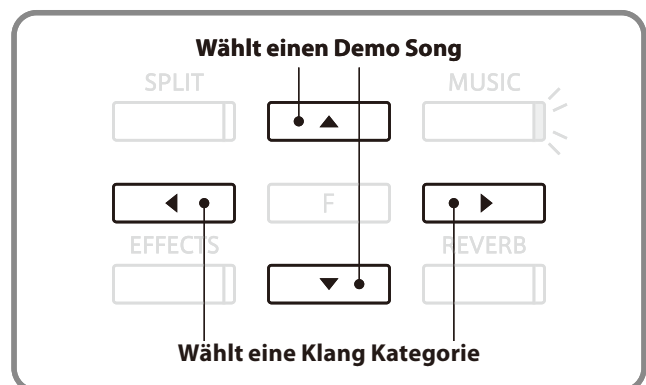 Wählt einen Demo Song
SPLIT
MUSIC
F
EFFECTS
REVERB
Wählt eine Klang Kategorie